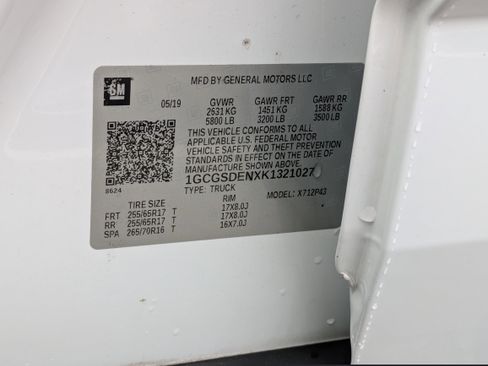 GM
MFD BY GENERAL MOTORS LLC
05/19 GVWR GAWR FRT GAWR RR
2631 KG 1451 KG 1588 KG
5800 LB 3200 LB 3500 LB
THIS VEHICLE CONFORMS TO ALL
APPLICABLE U.S. FEDERAL MOTOR
VEHICLE SAFETY STANDARDS IN
EFFECT ON THE DATE OF
MANUFACTURE SHOWN ABOVE.
1GCGSDENXK1321027
8624
TYPE: TRUCK MODEL: X712P43
TIRE SIZE RIM
FRT 255/65R17 T 17X8.0J
RR 255/65R17 T 17X8.0J
SPA 265/70R16 T 16X7.0J